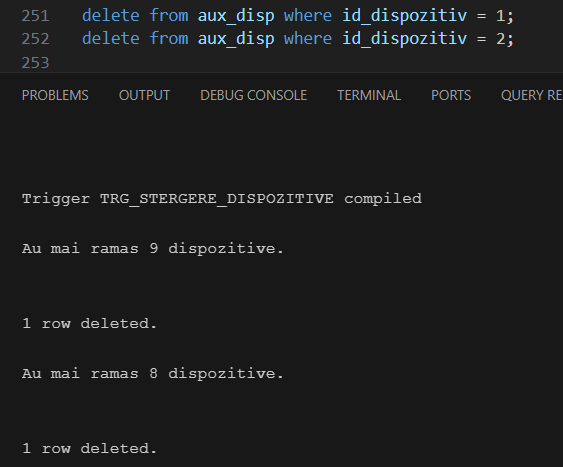 251 delete from aux_disp where id_dispozitiv = 1;
252 delete from aux_disp where id_dispozitiv = 2;
253
PROBLEMS OUTPUT DEBUG CONSOLE TERMINAL PORTS QUERY RE
Trigger TRG_STERGERE_DISPOZITIVE compiled
Au mai ramas 9 dispozitive.
1 row deleted.
Au mai ramas 8 dispozitive.
1 row deleted.